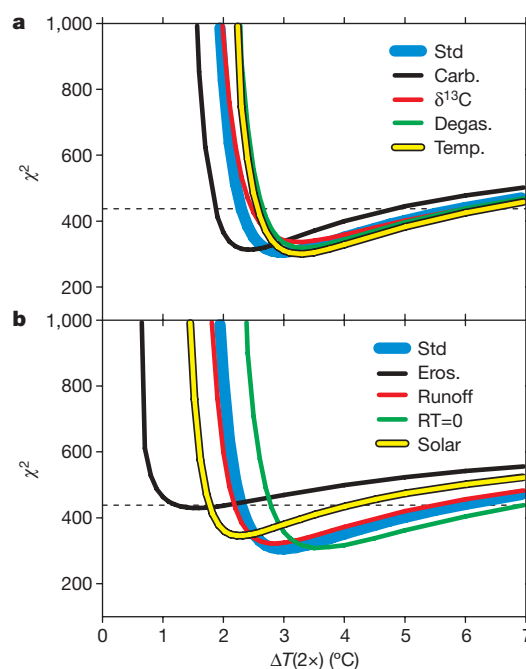 a
1,000
800
600
400
200
χ²
Std
Carb.
δ¹³C
Degas.
Temp.
b
1,000
800
600
400
200
χ²
Std
Eros.
Runoff
RT=0
Solar
0 1 2 3 4 5 6 7
ΔT(2×) (ºC)